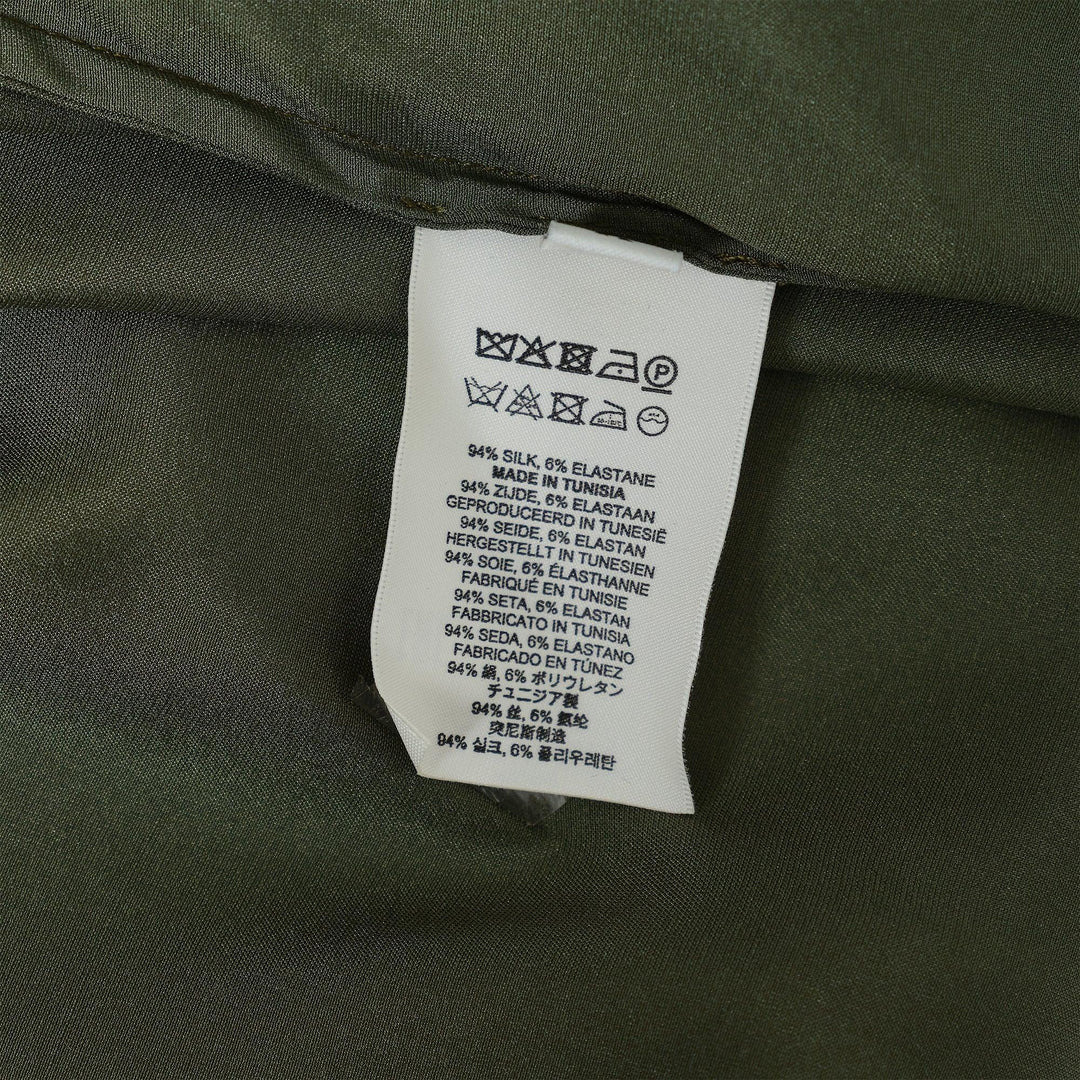 P
94% SILK, 6% ELASTANE
MADE IN TUNISIA
94% ZIJDE, 6% ELASTAAN
GEPRODUCEERD IN TUNESIË
94% SEIDE, 6% ELASTAN
HERGESTELLT IN TUNESIEN
94% SOIE, 6% ÉLASTHANNE
FABRIQUÉ EN TUNISIE
94% SETA, 6% ELASTAN
FABBRICATO IN TUNISIA
94% SEDA, 6% ELASTANO
FABRICADO EN TÚNEZ
94% 絹, 6% ポリウレタン
チュニジア製
94% 丝, 6% 氨纶
突尼斯制造
94% 실크, 6% 폴리우레탄